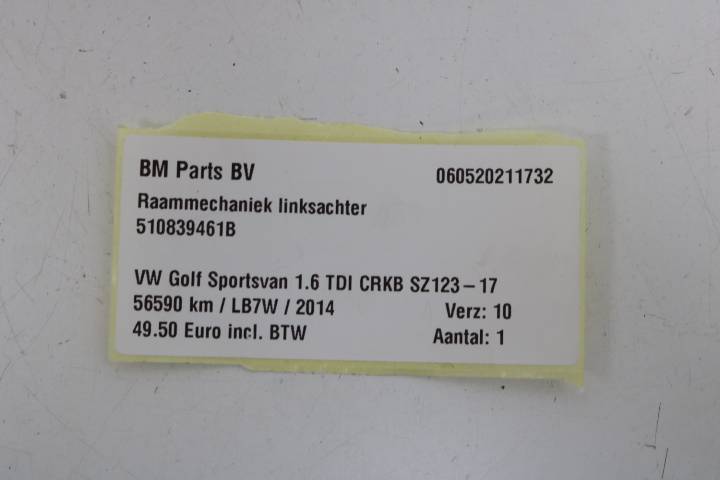 BM Parts BV 060520211732
Raammechaniek linksachter
510839461B
VW Golf Sportsvan 1.6 TDI CRKB SZ123-17
56590 km / LB7W / 2014 Verz: 10
49.50 Euro incl. BTW Aantal: 1